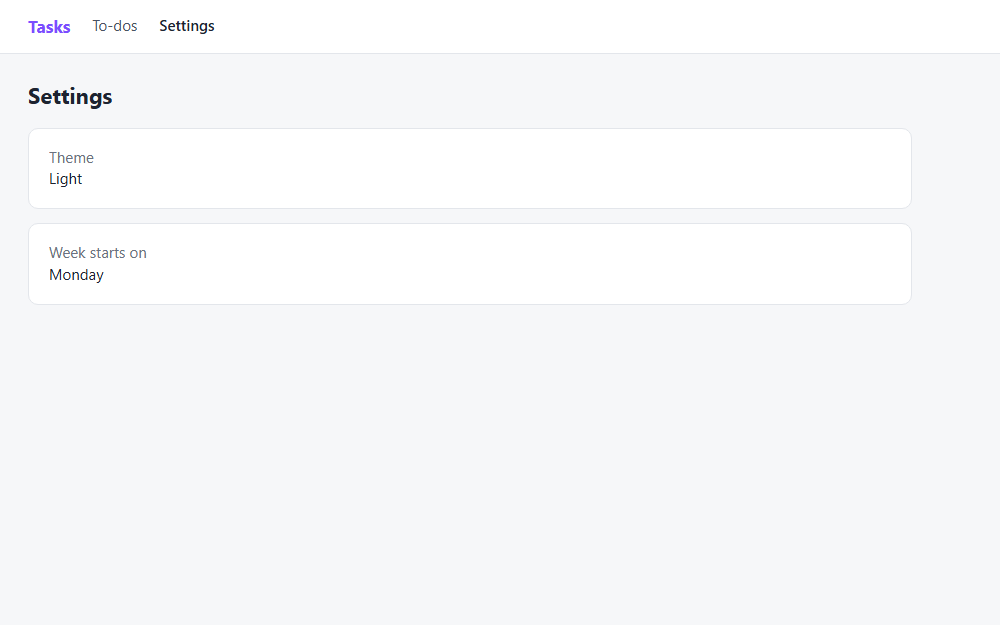 Tasks To-dos Settings
Settings
Theme
Light
Week starts on
Monday